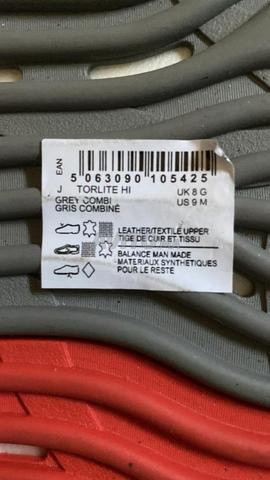 EAN
5 063090 105425
J TORLITE HI UK 8 G
GREY COMBI US 9 M
GRIS COMBINÉ
LEATHER/TEXTILE UPPER
TIGE DE CUIR ET TISSU
BALANCE MAN MADE
MATERIAUX SYNTHETIQUES
POUR LE RESTE